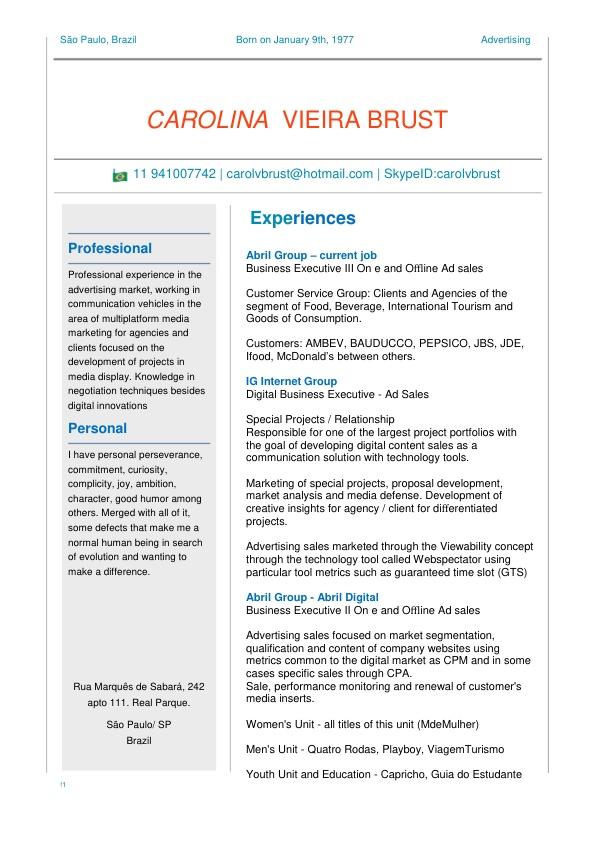 São Paulo, Brazil Born on January 9th, 1977 Advertising
CAROLINA VIEIRA BRUST
11 941007742 | carolvbrust@hotmail.com | SkypeID:carolvbrust
Professional
Professional experience in the
advertising market, working in
communication vehicles in the
area of multiplatform media
marketing for agencies and
clients focused on the
development of projects in
media display. Knowledge in
negotiation techniques besides
digital innovations
Personal
I have personal perseverance,
commitment, curiosity,
complicity, joy, ambition,
character, good humor among
others. Merged with all of it,
some defects that make me a
normal human being in search
of evolution and wanting to
make a difference.
Rua Marquês de Sabará, 242
apto 111. Real Parque.
São Paulo/ SP
Brazil
Experiences
Abril Group – current job
Business Executive III On e and Offline Ad sales
Customer Service Group: Clients and Agencies of the
segment of Food, Beverage, International Tourism and
Goods of Consumption.
Customers: AMBEV, BAUDUCCO, PEPSICO, JBS, JDE,
Ifood, McDonald's between others.
IG Internet Group
Digital Business Executive - Ad Sales
Special Projects / Relationship
Responsible for one of the largest project portfolios with
the goal of developing digital content sales as a
communication solution with technology tools.
Marketing of special projects, proposal development,
market analysis and media defense. Development of
creative insights for agency / client for differentiated
projects.
Advertising sales marketed through the Viewability concept
through the technology tool called Webspectator using
particular tool metrics such as guaranteed time slot (GTS)
Abril Group - Abril Digital
Business Executive II On e and Offline Ad sales
Advertising sales focused on market segmentation,
qualification and content of company websites using
metrics common to the digital market as CPM and in some
cases specific sales through CPA.
Sale, performance monitoring and renewal of customer's
media inserts.
Women's Unit - all titles of this unit (MdeMulher)
Men's Unit - Quatro Rodas, Playboy, ViagemTurismo
Youth Unit and Education - Capricho, Guia do Estudante